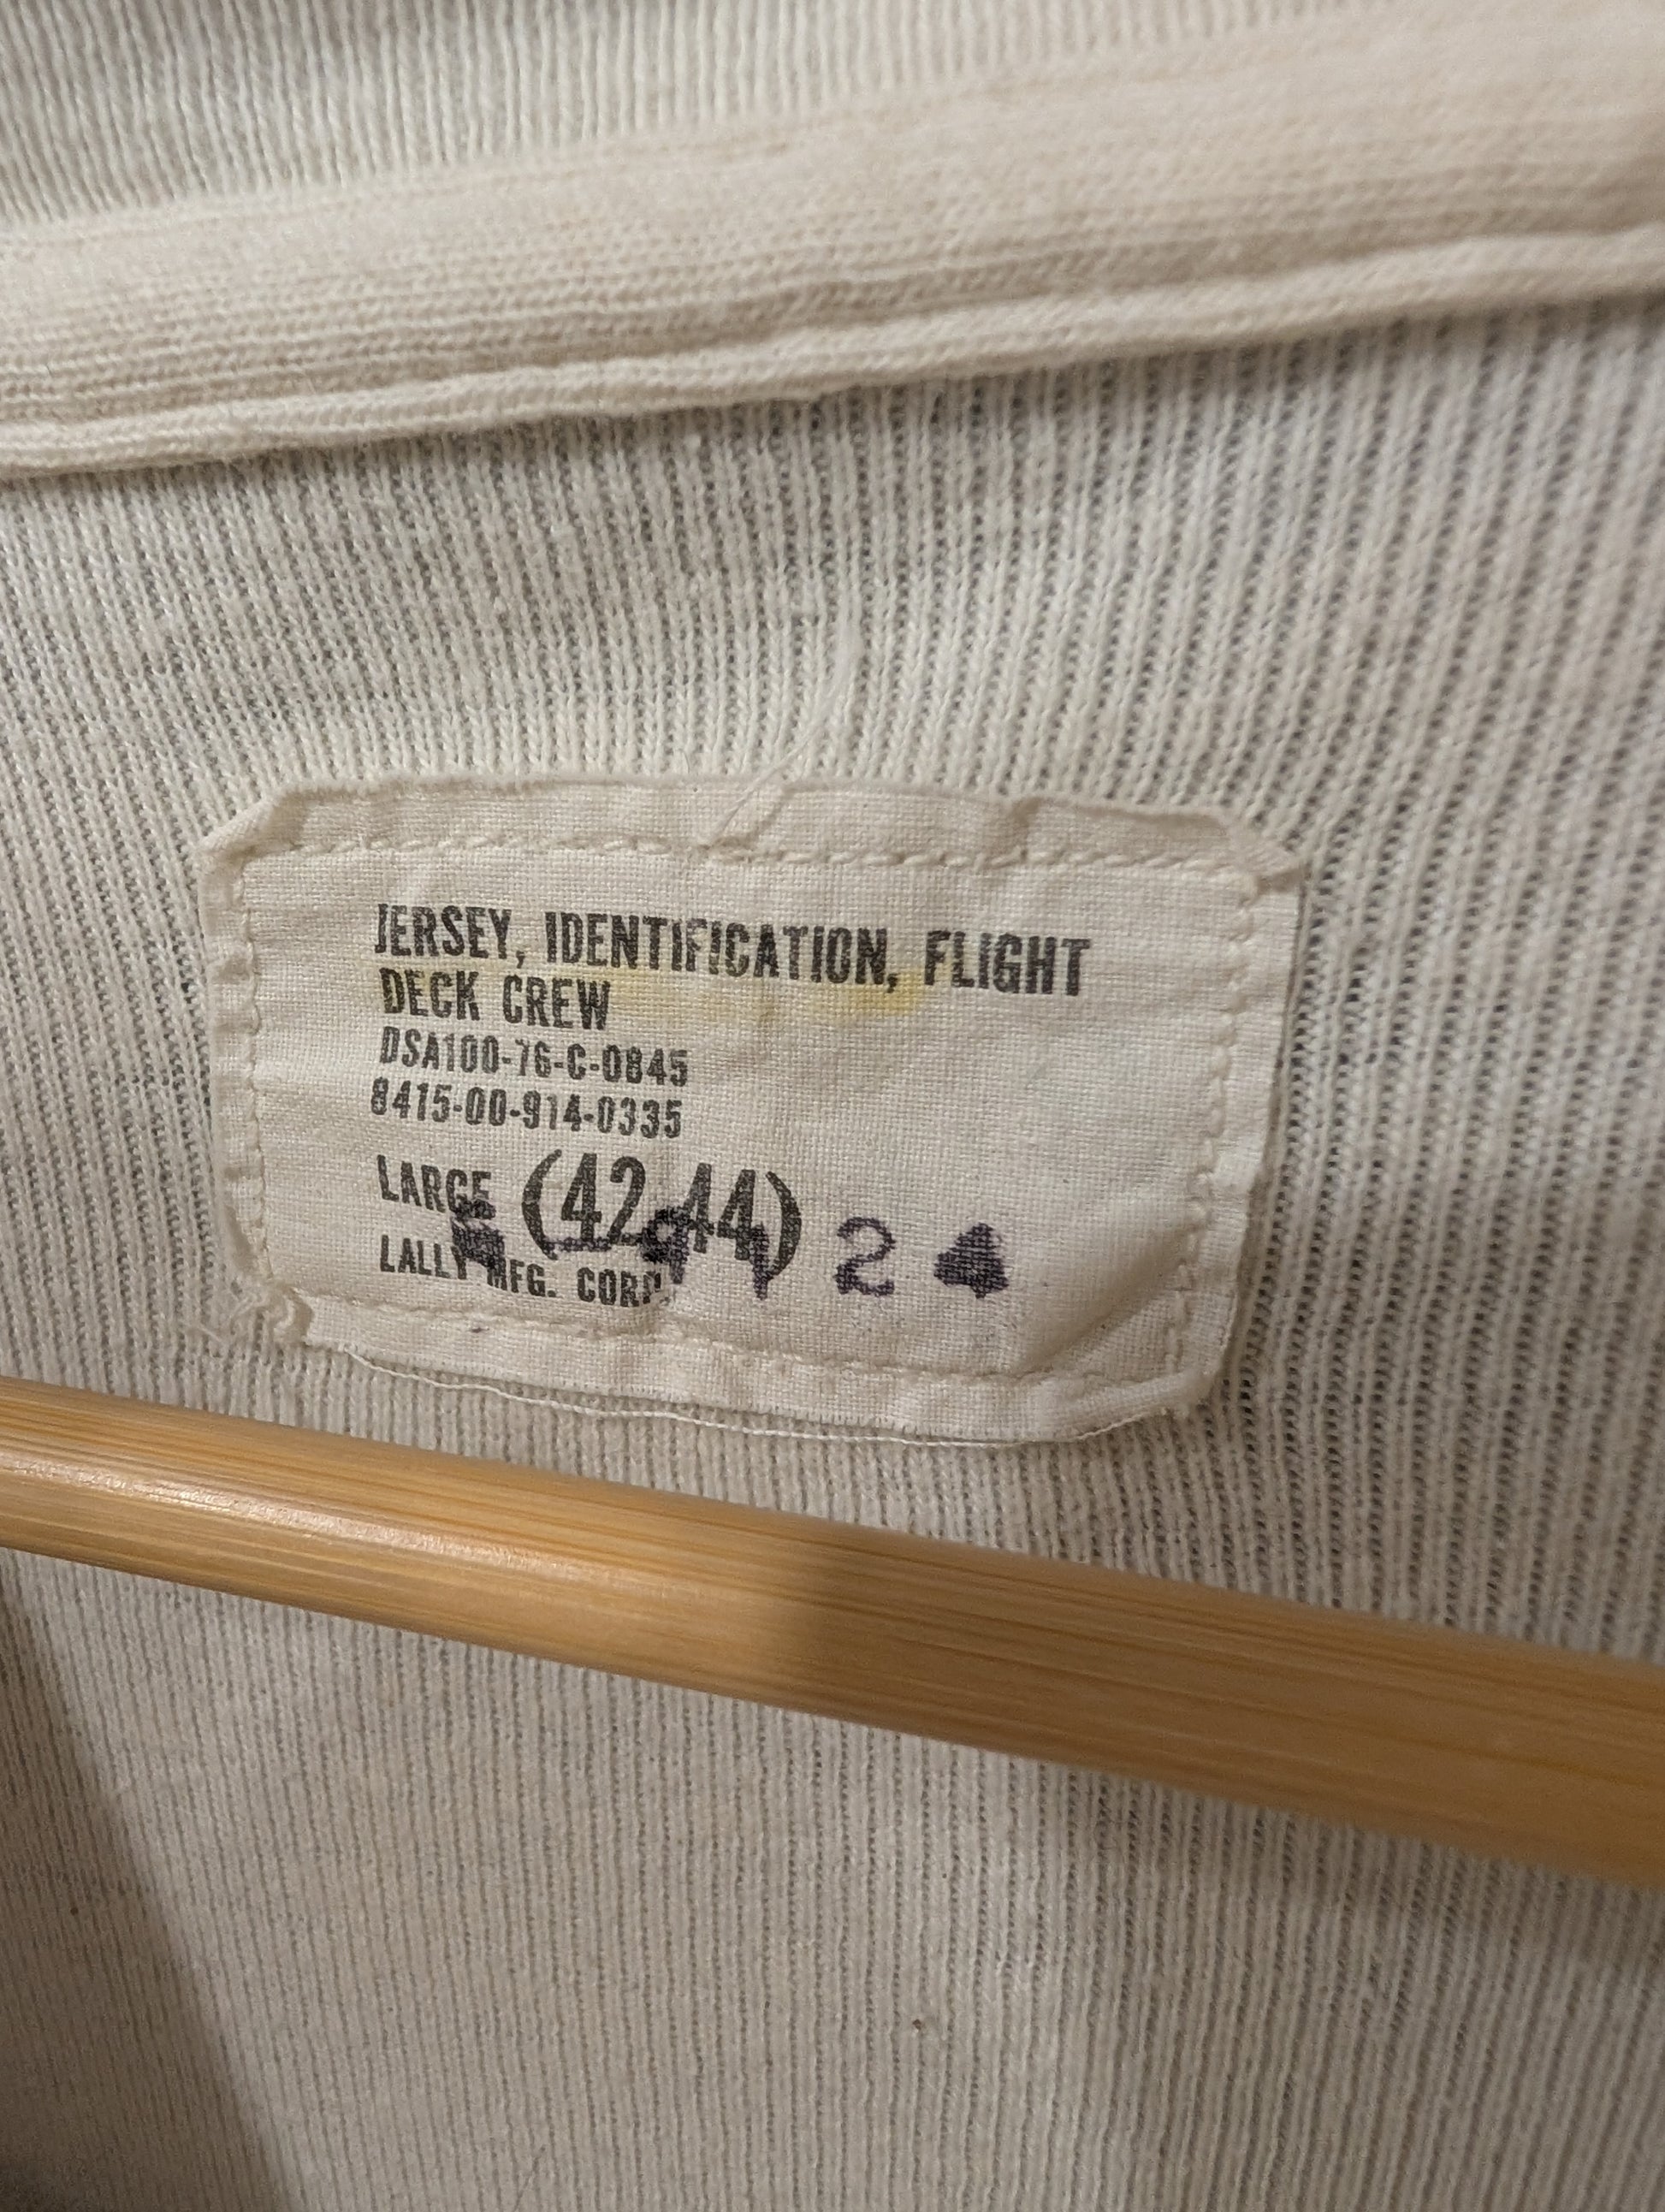 JERSEY, IDENTIFICATION, FLIGHT
DECK CREW
DSA100-76-C-0845
8415-00-914-0335
LARGE (42-44)
LALLY MFG. CORP.